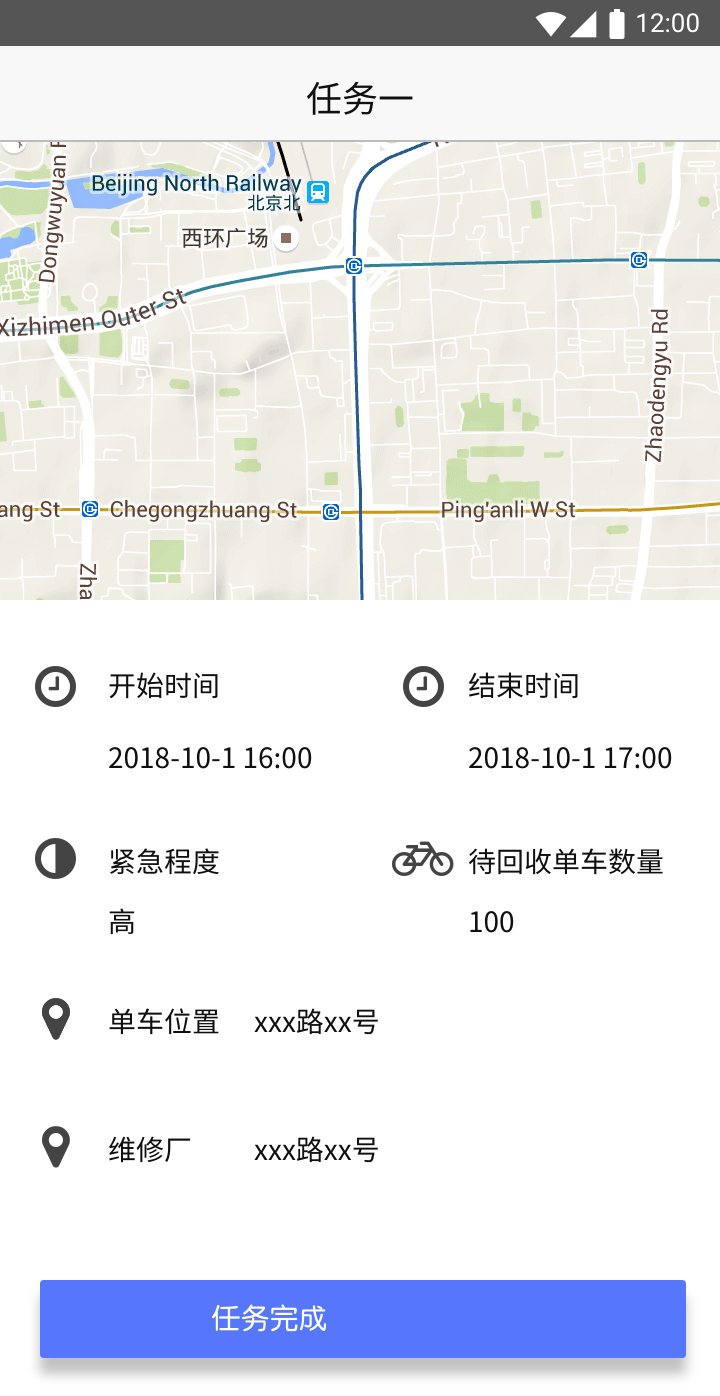 12:00
任务一
Dongwuyuan
Beijing North Railway
北京北
西环广场
Xizhimen Outer St
Zhaodengyu Rd
ang St
Chegongzhuang St
Ping'anli W St
Zha
开始时间
结束时间
2018-10-1 16:00
2018-10-1 17:00
紧急程度
待回收单车数量
高
100
单车位置 xxx路xx号
维修厂 xxx路xx号
任务完成